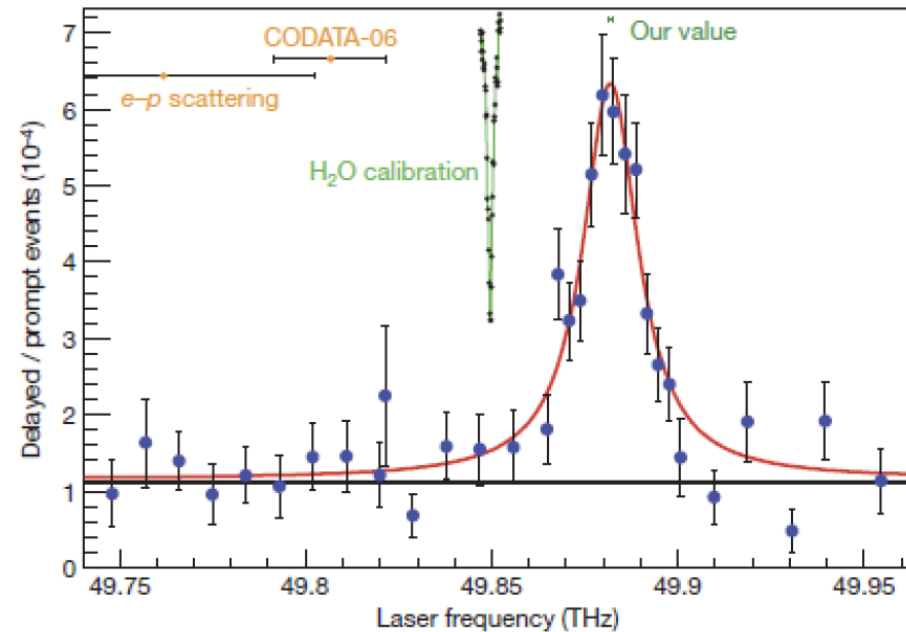 7
6
5
4
3
2
1
0
Delayed / prompt events (10⁻⁴)
CODATA-06
e–p scattering
H₂O calibration
Our value
49.75
49.8
49.85
49.9
49.95
Laser frequency (THz)